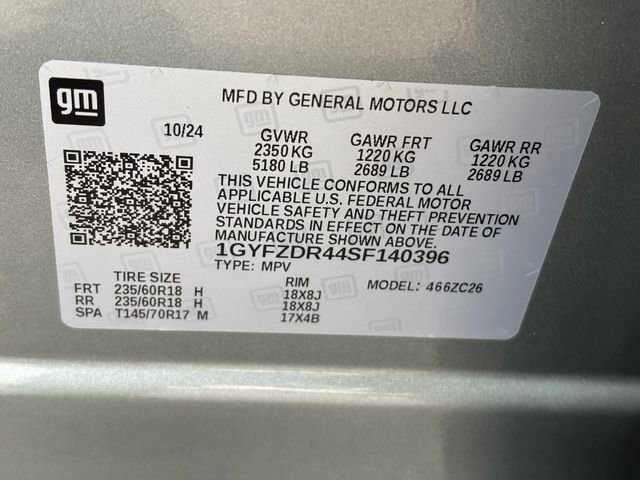 gm
MFD BY GENERAL MOTORS LLC
10/24 GVWR GAWR FRT GAWR RR
2350 KG 1220 KG 1220 KG
5180 LB 2689 LB 2689 LB
THIS VEHICLE CONFORMS TO ALL
APPLICABLE U.S. FEDERAL MOTOR
VEHICLE SAFETY AND THEFT PREVENTION
STANDARDS IN EFFECT ON THE DATE OF
MANUFACTURE SHOWN ABOVE.
1GYFZDR44SF140396
TYPE: MPV MODEL: 466ZC26
TIRE SIZE RIM
FRT 235/60R18 H 18X8J
RR 235/60R18 H 18X8J
SPA T145/70R17 M 17X4B